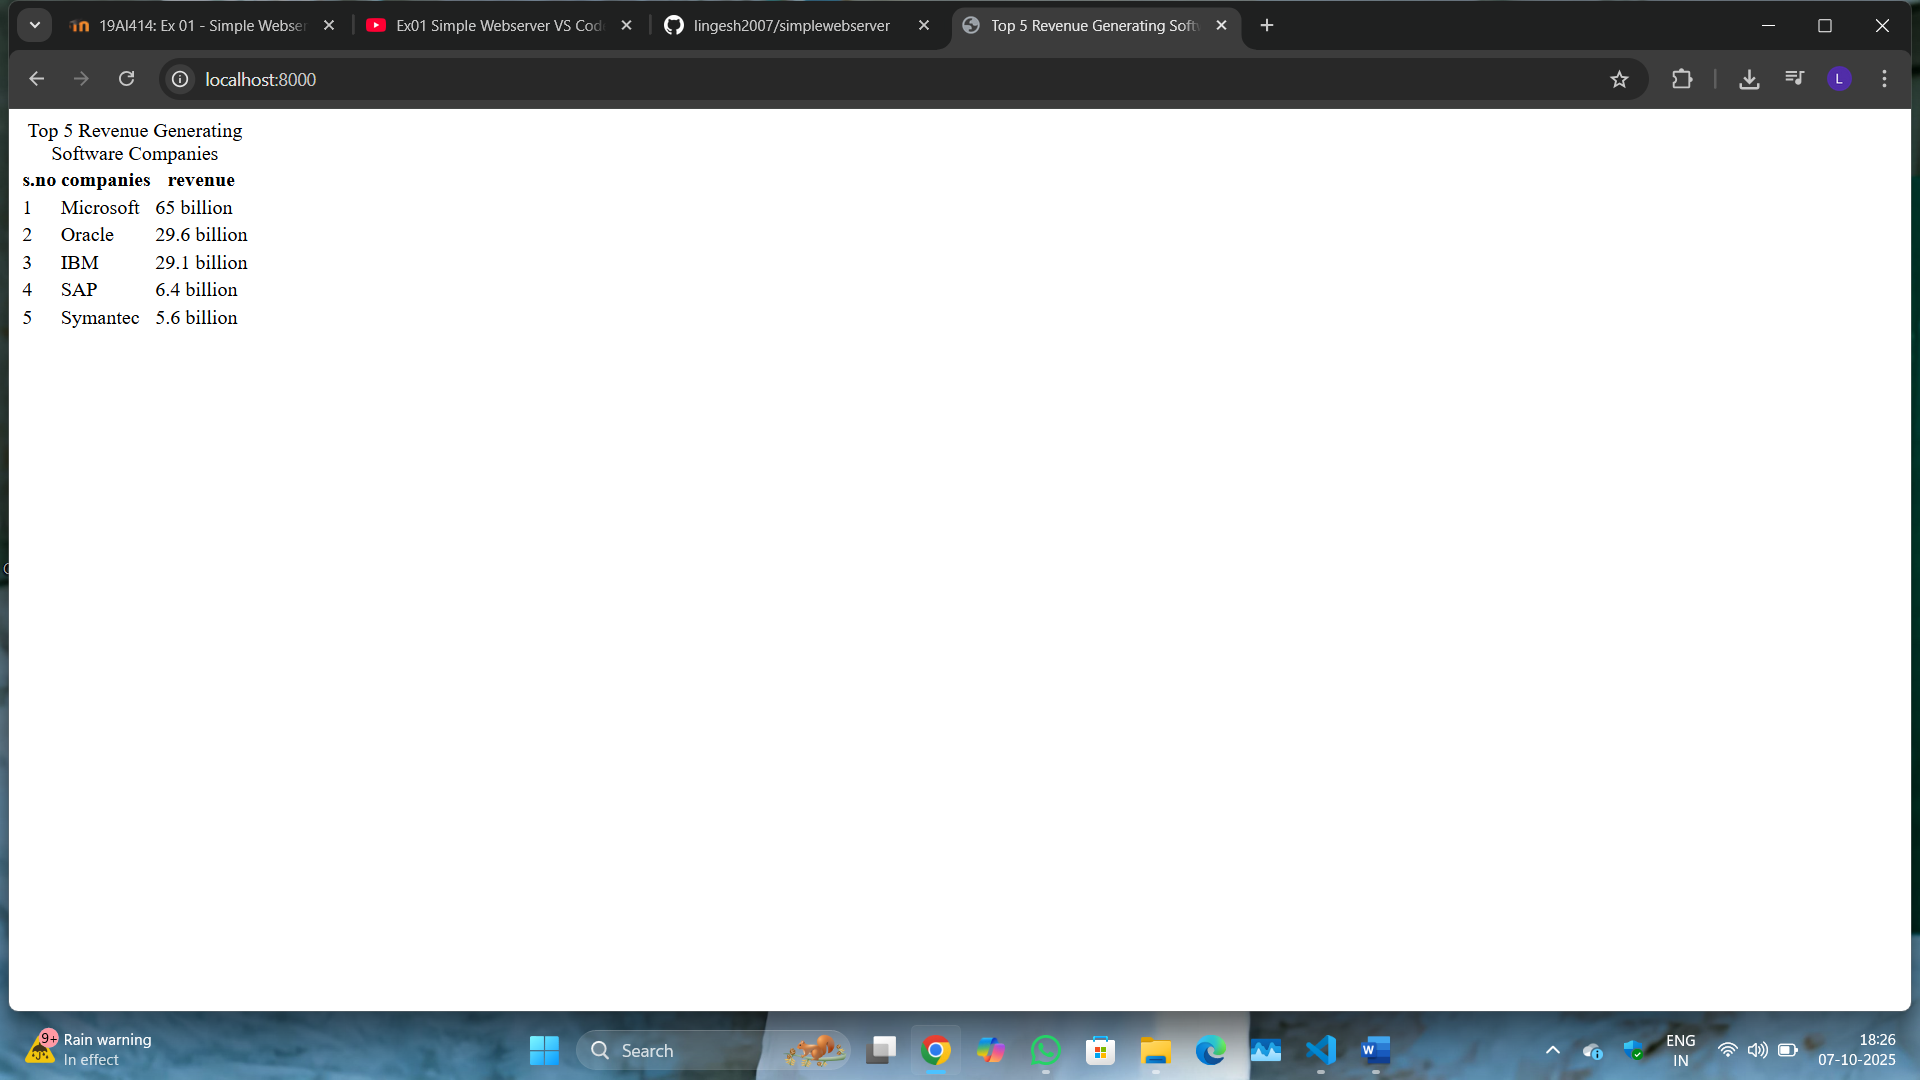 19AI414: Ex 01 - Simple Webser
Ex01 Simple Webserver VS Cod
lingesh2007/simplewebserver
Top 5 Revenue Generating Soft
localhost:8000
L
Top 5 Revenue Generating
Software Companies
s.no companies revenue
1 Microsoft 65 billion
2 Oracle 29.6 billion
3 IBM 29.1 billion
4 SAP 6.4 billion
5 Symantec 5.6 billion
9+
Rain warning
In effect
Search
ENG
IN
18:26
07-10-2025